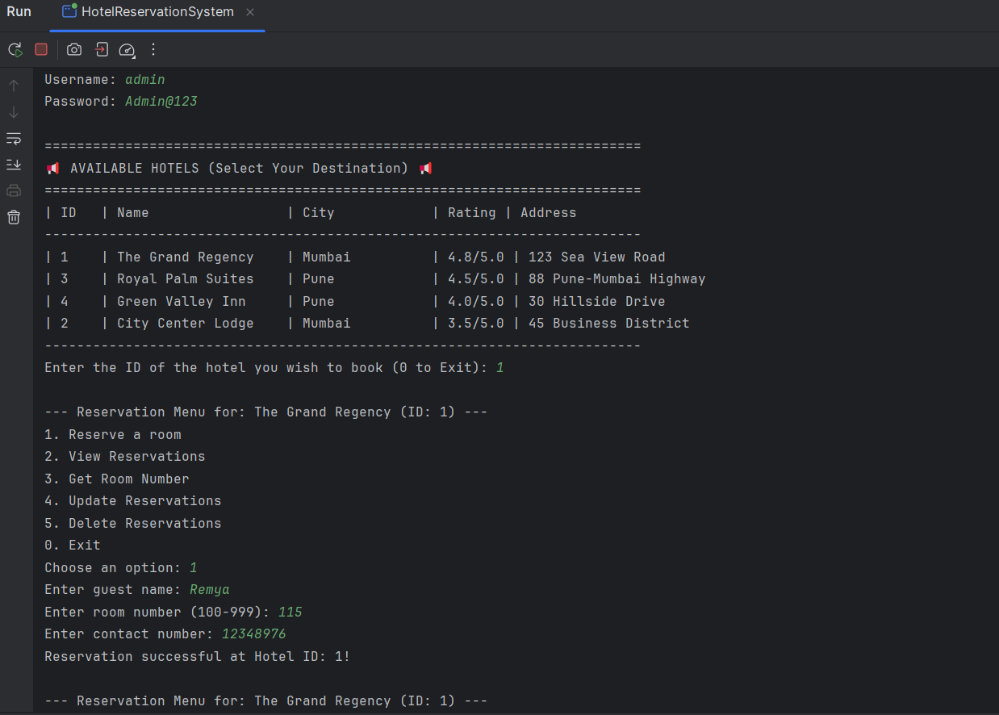 Run HotelReservationSystem
Username: admin
Password: Admin@123
==========================================================================
📢 AVAILABLE HOTELS (Select Your Destination) 📢
==========================================================================
| ID   | Name                 | City            | Rating | Address
--------------------------------------------------------------------------
| 1    | The Grand Regency    | Mumbai          | 4.8/5.0 | 123 Sea View Road
| 3    | Royal Palm Suites    | Pune            | 4.5/5.0 | 88 Pune-Mumbai Highway
| 4    | Green Valley Inn     | Pune            | 4.0/5.0 | 30 Hillside Drive
| 2    | City Center Lodge    | Mumbai          | 3.5/5.0 | 45 Business District
--------------------------------------------------------------------------
Enter the ID of the hotel you wish to book (0 to Exit): 1
--- Reservation Menu for: The Grand Regency (ID: 1) ---
1. Reserve a room
2. View Reservations
3. Get Room Number
4. Update Reservations
5. Delete Reservations
0. Exit
Choose an option: 1
Enter guest name: Remya
Enter room number (100-999): 115
Enter contact number: 12348976
Reservation successful at Hotel ID: 1!
--- Reservation Menu for: The Grand Regency (ID: 1) ---